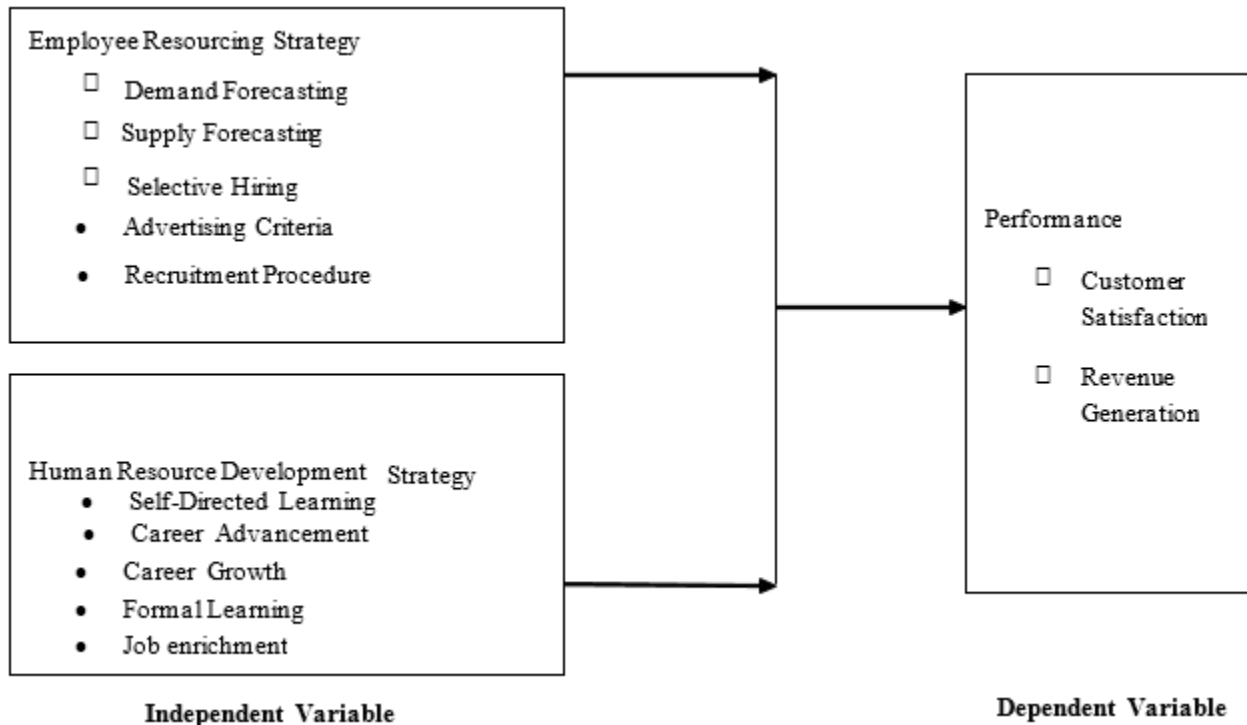 Employee Resourcing Strategy
Demand Forecasting
Supply Forecasting
Selective Hiring
• Advertising Criteria
• Recruitment Procedure
Human Resource Development Strategy
• Self-Directed Learning
• Career Advancement
• Career Growth
• Formal Learning
• Job enrichment
Independent Variable
Performance
Customer
Satisfaction
Revenue
Generation
Dependent Variable